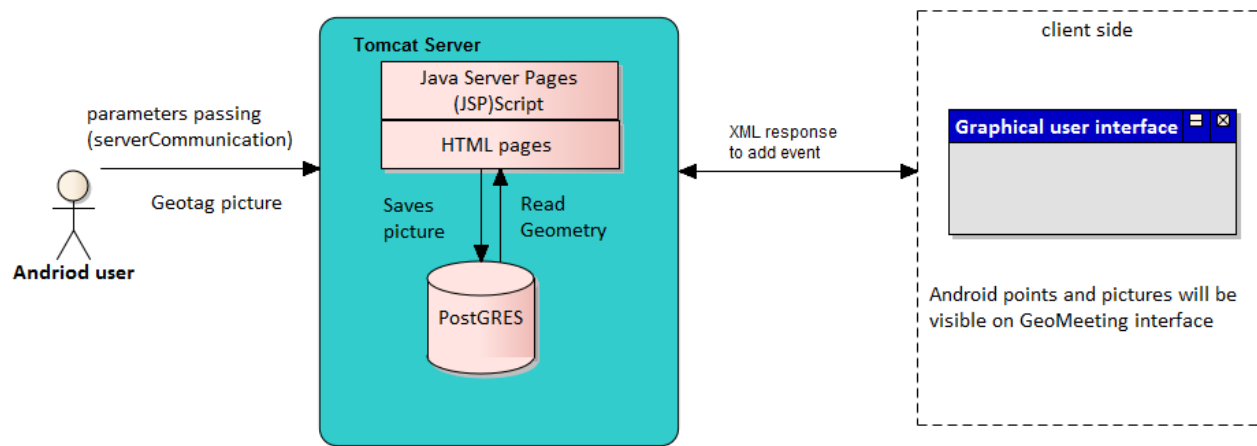 parameters passing
(serverCommunication)
Geotag picture
Andriod user
Tomcat Server
Java Server Pages
(JSP)Script
HTML pages
Saves
picture
Read
Geometry
PostGRES
XML response
to add event
client side
Graphical user interface
Android points and pictures will be
visible on GeoMeeting interface